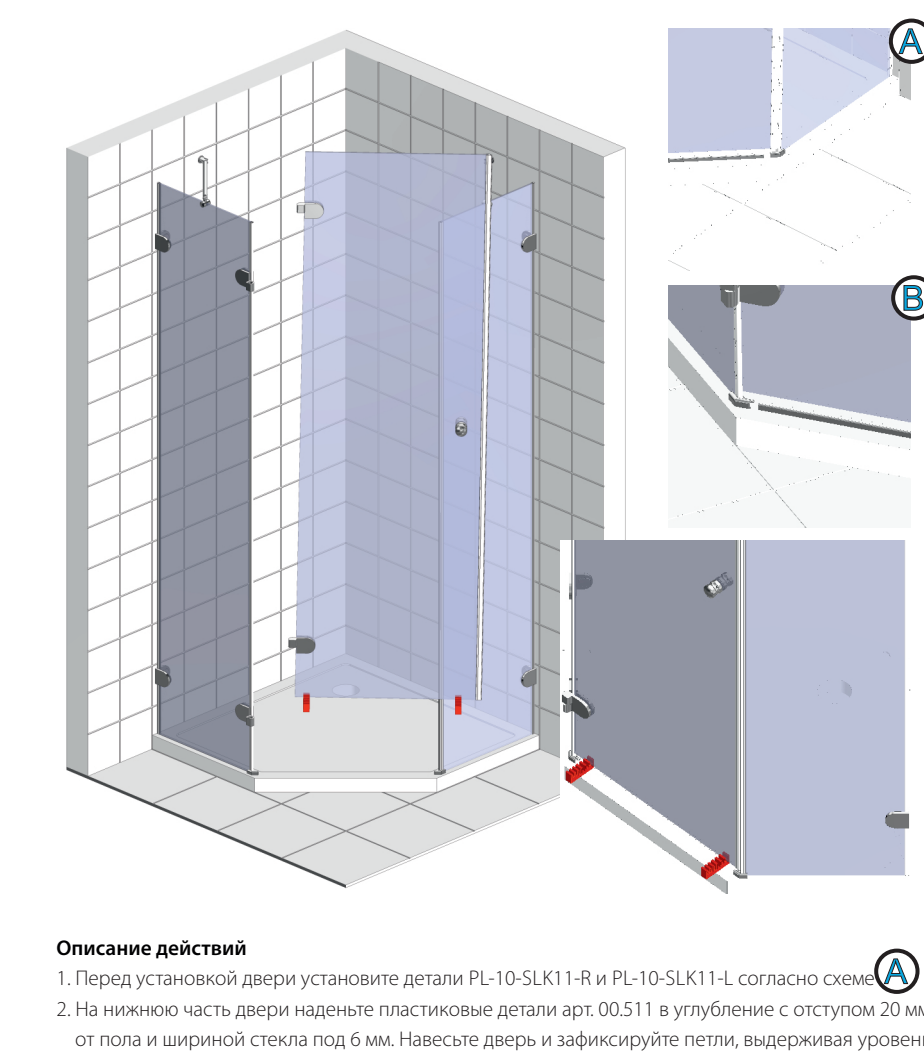 A
B
Описание действий
1. Перед установкой двери установите детали PL-10-SLK11-R и PL-10-SLK11-L согласно схеме A
2. На нижнюю часть двери наденьте пластиковые детали арт. 00.511 в углубление с отступом 20 мм
от пола и шириной стекла под 6 мм. Навесьте дверь и зафиксируйте петли, выдерживая уровень